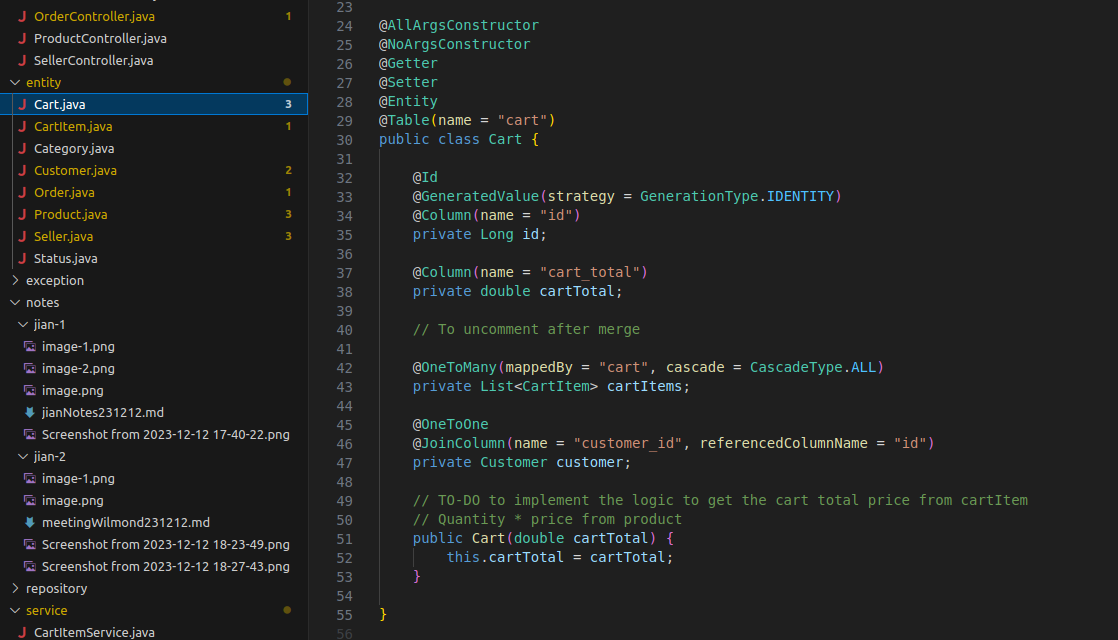 OrderController.java 1
ProductController.java
SellerController.java
entity
Cart.java 3
CartItem.java 1
Category.java
Customer.java 2
Order.java 1
Product.java 3
Seller.java 3
Status.java
exception
notes
jian-1
image-1.png
image-2.png
image.png
jianNotes231212.md
Screenshot from 2023-12-12 17-40-22.png
jian-2
image-1.png
image.png
meetingWilmond231212.md
Screenshot from 2023-12-12 18-23-49.png
Screenshot from 2023-12-12 18-27-43.png
repository
service
CartItemService.java
23
24 @AllArgsConstructor
25 @NoArgsConstructor
26 @Getter
27 @Setter
28 @Entity
29 @Table(name = "cart")
30 public class Cart {
31
32 @Id
33 @GeneratedValue(strategy = GenerationType.IDENTITY)
34 @Column(name = "id")
35 private Long id;
36
37 @Column(name = "cart_total")
38 private double cartTotal;
39
40 // To uncomment after merge
41
42 @OneToMany(mappedBy = "cart", cascade = CascadeType.ALL)
43 private List<CartItem> cartItems;
44
45 @OneToOne
46 @JoinColumn(name = "customer_id", referencedColumnName = "id")
47 private Customer customer;
48
49 // TO-DO to implement the logic to get the cart total price from cartItem
50 // Quantity * price from product
51 public Cart(double cartTotal) {
52 this.cartTotal = cartTotal;
53 }
54
55 }
56